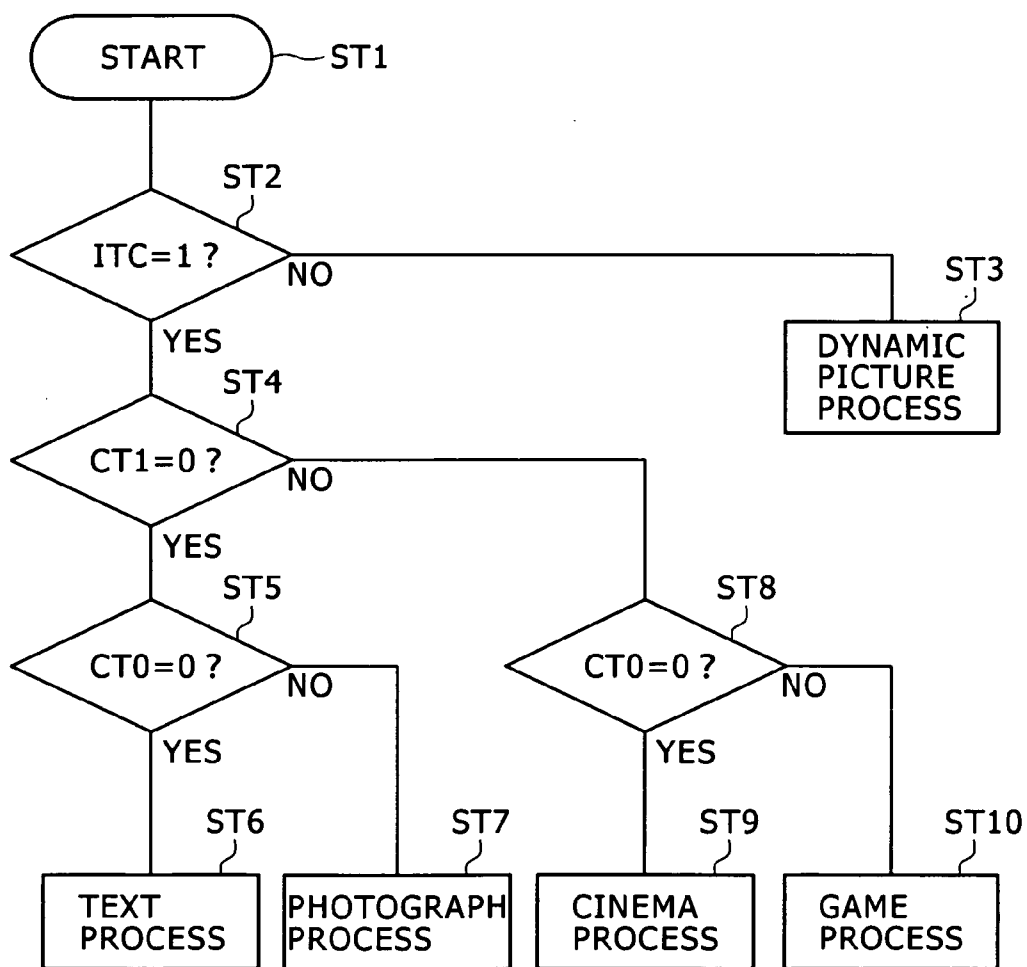 START
ST1
ST2
ITC=1 ?
NO
YES
ST3
DYNAMIC
PICTURE
PROCESS
ST4
CT1=0 ?
NO
YES
ST5
CT0=0 ?
NO
YES
ST8
CT0=0 ?
NO
YES
ST6
TEXT
PROCESS
ST7
PHOTOGRAPH
PROCESS
ST9
CINEMA
PROCESS
ST10
GAME
PROCESS